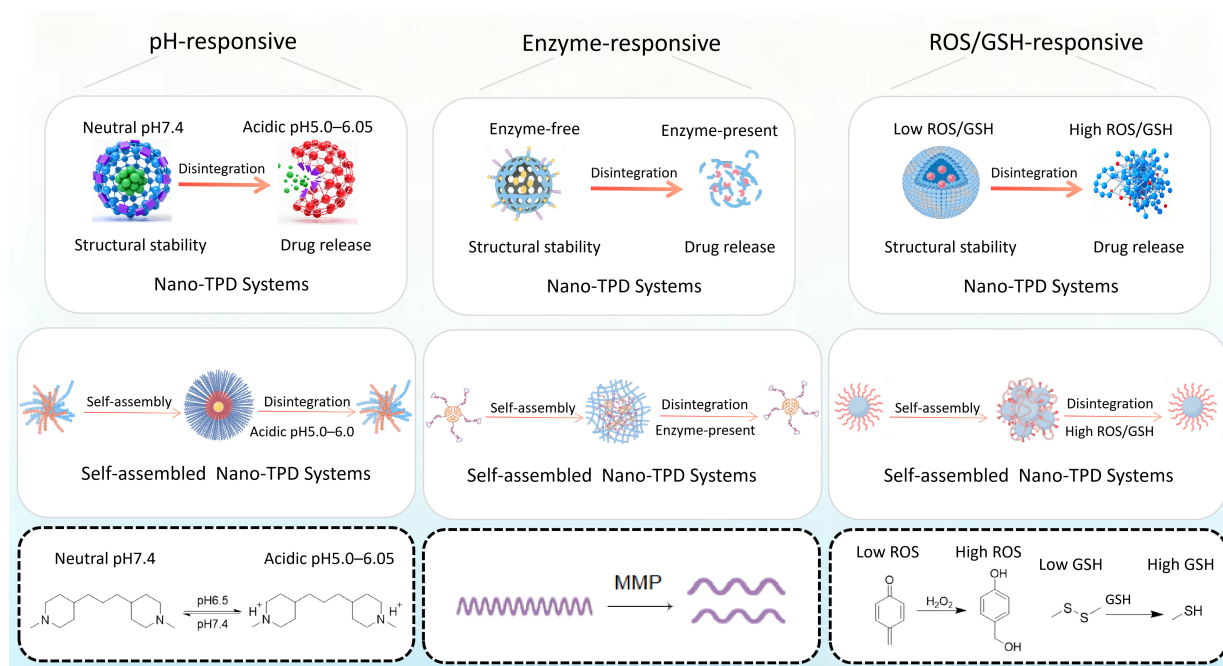 pH-responsive
Enzyme-responsive
ROS/GSH-responsive
Neutral pH7.4
Acidic pH5.0–6.05
Disintegration
Structural stability
Drug release
Nano-TPD Systems
Enzyme-free
Enzyme-present
Disintegration
Structural stability
Drug release
Nano-TPD Systems
Low ROS/GSH
High ROS/GSH
Disintegration
Structural stability
Drug release
Nano-TPD Systems
Self-assembly
Disintegration
Acidic pH5.0–6.0
Self-assembled Nano-TPD Systems
Self-assembly
Disintegration
Enzyme-present
Self-assembled Nano-TPD Systems
Self-assembly
Disintegration
High ROS/GSH
Self-assembled Nano-TPD Systems
Neutral pH7.4
Acidic pH5.0–6.05
N
N
pH6.5
pH7.4
H+
N
N
H+
MMP
Low ROS
High ROS
Low GSH
High GSH
O
H₂O₂
OH
OH
S
S
GSH
SH